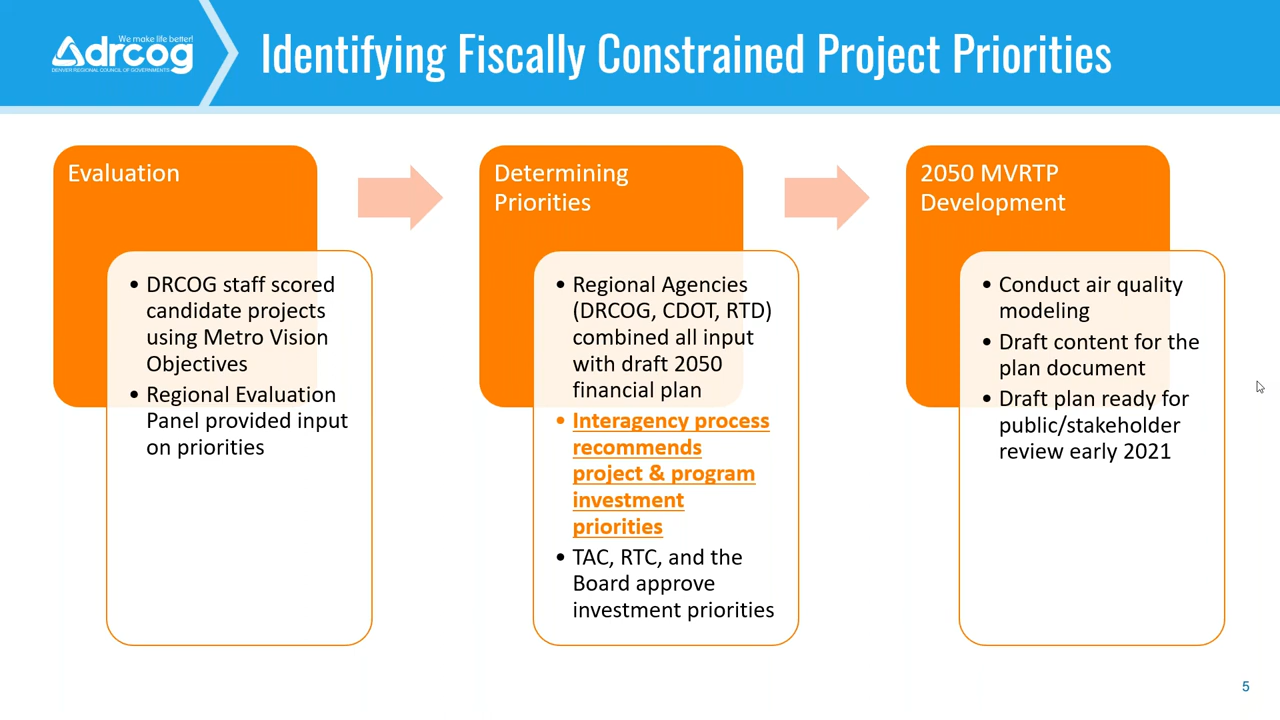 We make life better!
drcog
DENVER REGIONAL COUNCIL OF GOVERNMENTS
Identifying Fiscally Constrained Project Priorities
Evaluation
• DRCOG staff scored
candidate projects
using Metro Vision
Objectives
• Regional Evaluation
Panel provided input
on priorities
Determining
Priorities
• Regional Agencies
(DRCOG, CDOT, RTD)
combined all input
with draft 2050
financial plan
• Interagency process
recommends
project & program
investment
priorities
• TAC, RTC, and the
Board approve
investment priorities
2050 MVRTP
Development
• Conduct air quality
modeling
• Draft content for the
plan document
• Draft plan ready for
public/stakeholder
review early 2021
5